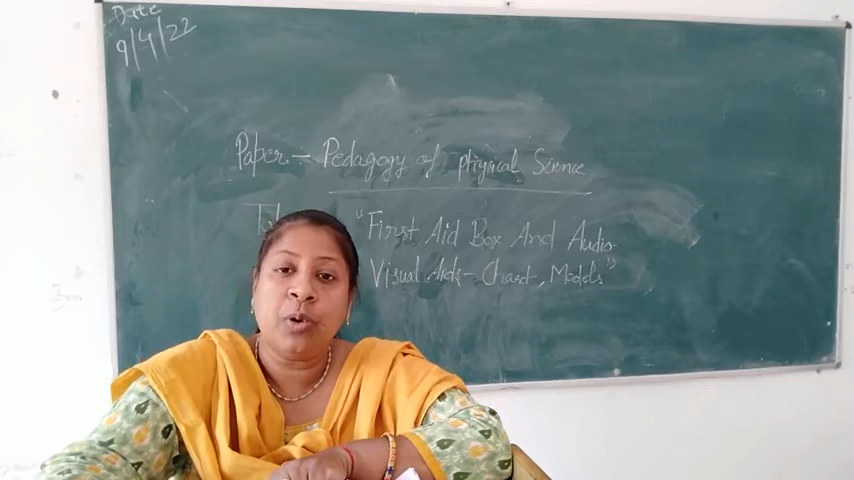 Date
9/4/22
Paper - Pedagogy of physical Science
"First Aid Box And Audio
Visual Aids - Chart, Models"